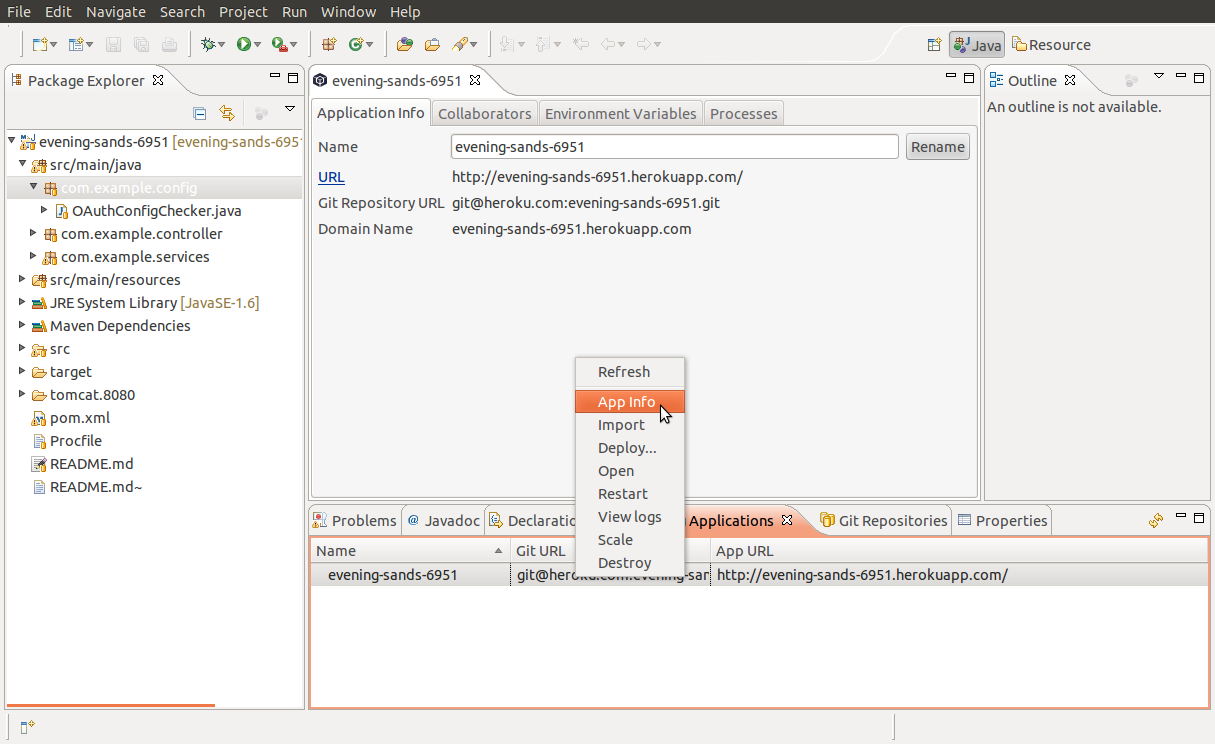 File Edit Navigate Search Project Run Window Help
Java Resource
Package Explorer
evening-sands-6951 [evening-sands-695
src/main/java
com.example.config
OAuthConfigChecker.java
com.example.controller
com.example.services
src/main/resources
JRE System Library [JavaSE-1.6]
Maven Dependencies
src
target
tomcat.8080
pom.xml
Procfile
README.md
README.md~
evening-sands-6951
Application Info Collaborators Environment Variables Processes
Name evening-sands-6951 Rename
URL http://evening-sands-6951.herokuapp.com/
Git Repository URL git@heroku.com:evening-sands-6951.git
Domain Name evening-sands-6951.herokuapp.com
Outline
An outline is not available.
Refresh
App Info
Import
Deploy...
Open
Restart
View logs
Scale
Destroy
Problems @ Javadoc Declaratio Applications Git Repositories Properties
Name Git URL App URL
evening-sands-6951 git@heroku.com:evening-san http://evening-sands-6951.herokuapp.com/